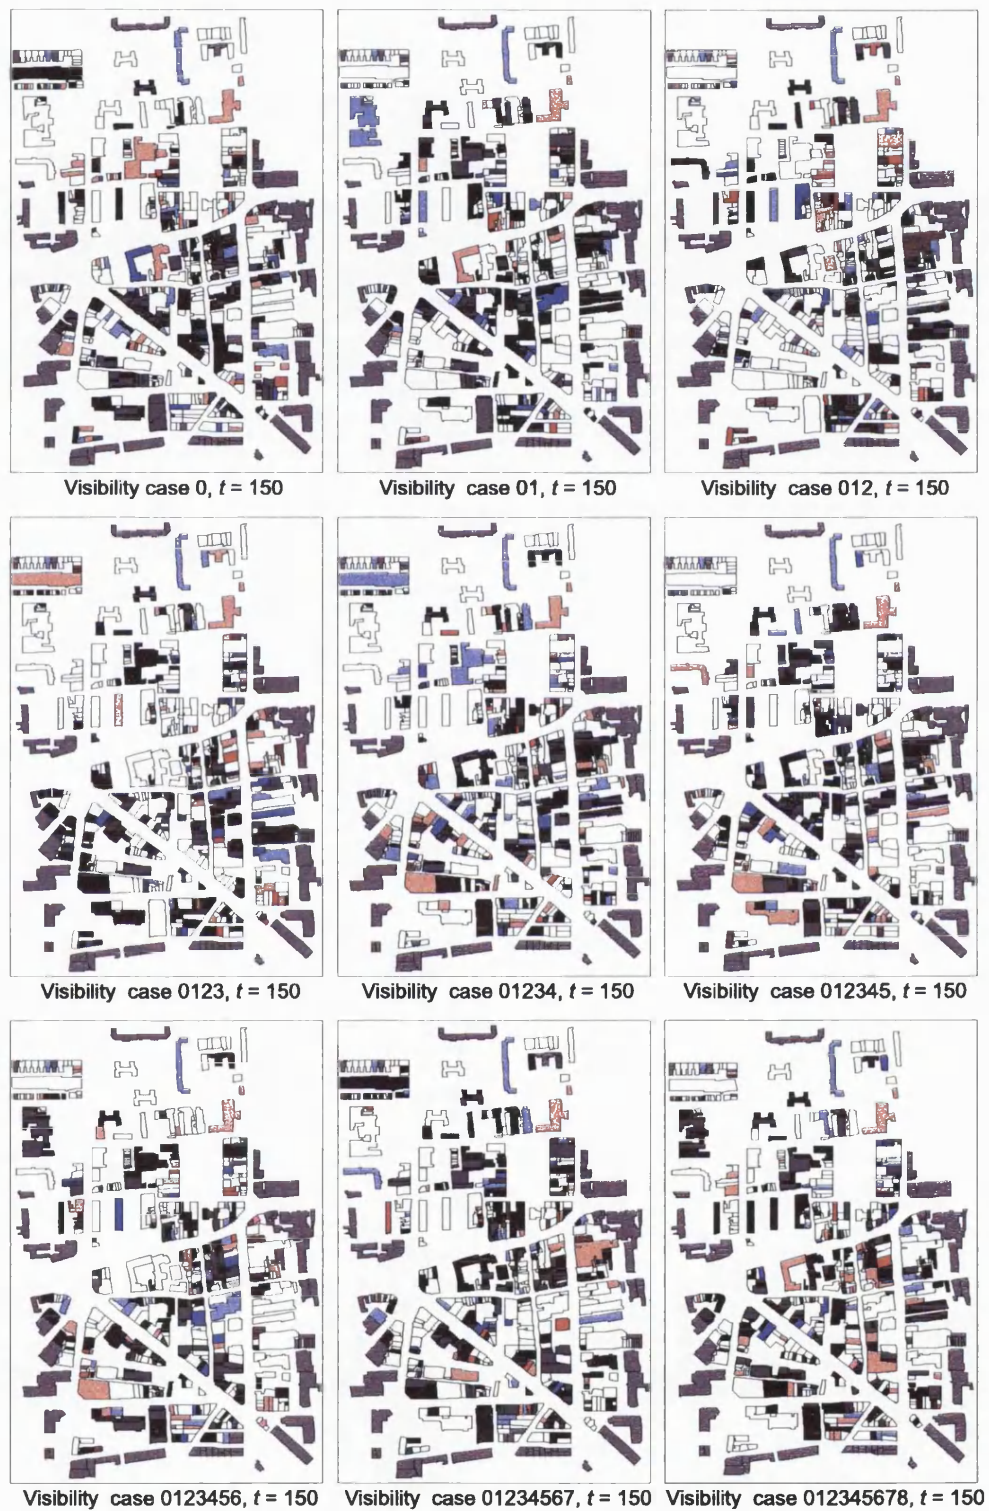 Visibility case 0, t = 150
Visibility case 01, t = 150
Visibility case 012, t = 150
Visibility case 0123, t = 150
Visibility case 01234, t = 150
Visibility case 012345, t = 150
Visibility case 0123456, t = 150
Visibility case 01234567, t = 150
Visibility case 012345678, t = 150